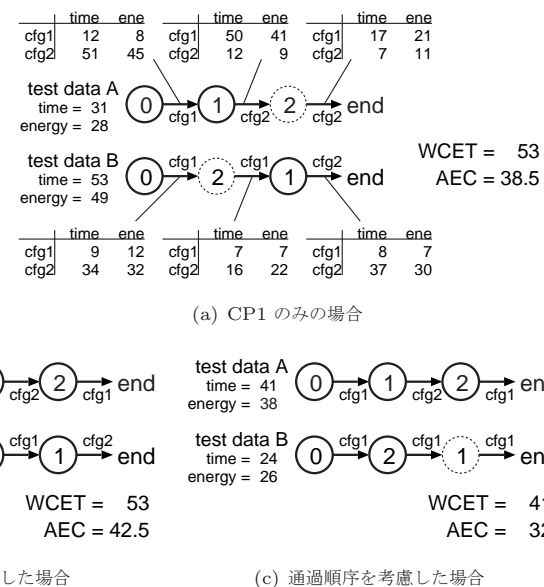 time ene time ene time ene
cfg1 12 8 cfg1 50 41 cfg1 17 21
cfg2 51 45 cfg2 12 9 cfg2 7 11
test data A
time = 31
energy = 28
0 cfg1 1 cfg2 2 cfg2 end
test data B
time = 53
energy = 49
0 cfg1 2 cfg1 1 cfg2 end
WCET = 53
AEC = 38.5
time ene time ene time ene
cfg1 9 12 cfg1 7 7 cfg1 8 7
cfg2 34 32 cfg2 16 22 cfg2 37 30
(a) CP1 のみの場合
cfg2 2 cfg1 end
cfg1 1 cfg2 end
WCET = 53
AEC = 42.5
した場合
test data A
time = 41
energy = 38
0 cfg1 1 cfg2 2 cfg1
test data B
time = 24
energy = 26
0 cfg1 2 cfg1 1 cfg1
WCET =
AEC =
(c) 通過順序を考慮した場合